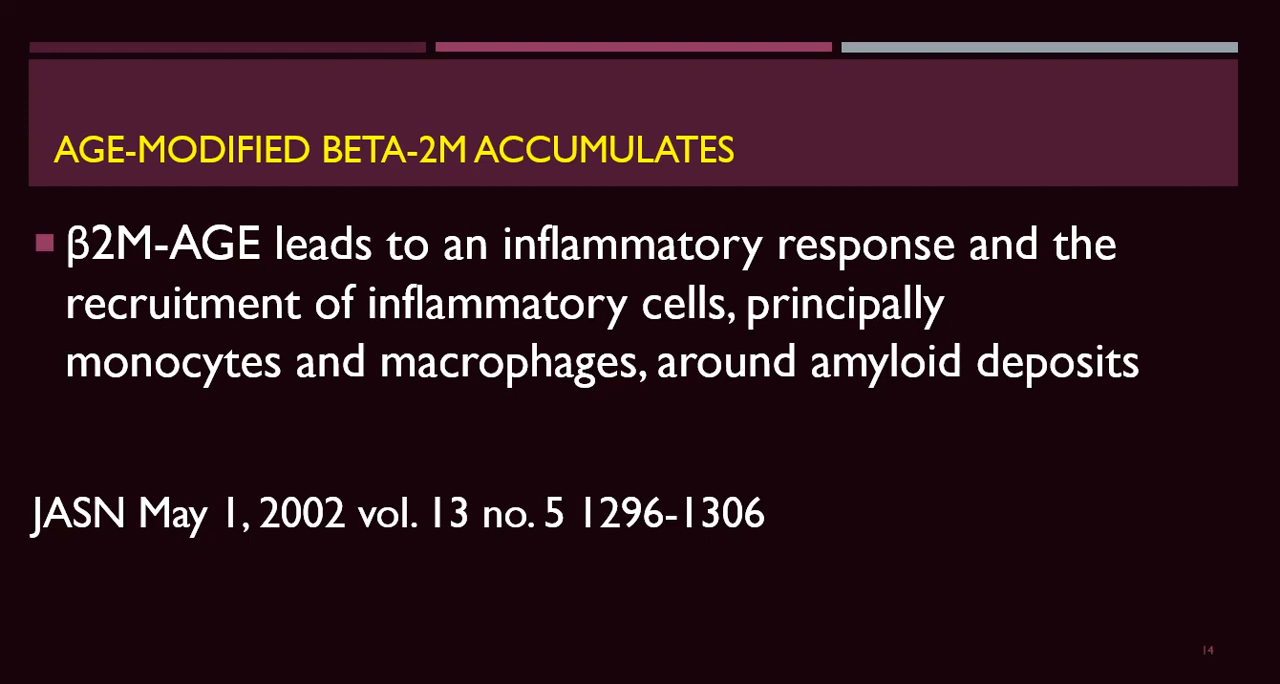 AGE-MODIFIED BETA-2M ACCUMULATES
β2M-AGE leads to an inflammatory response and the
recruitment of inflammatory cells, principally
monocytes and macrophages, around amyloid deposits
JASN May 1, 2002 vol. 13 no. 5 1296-1306
14